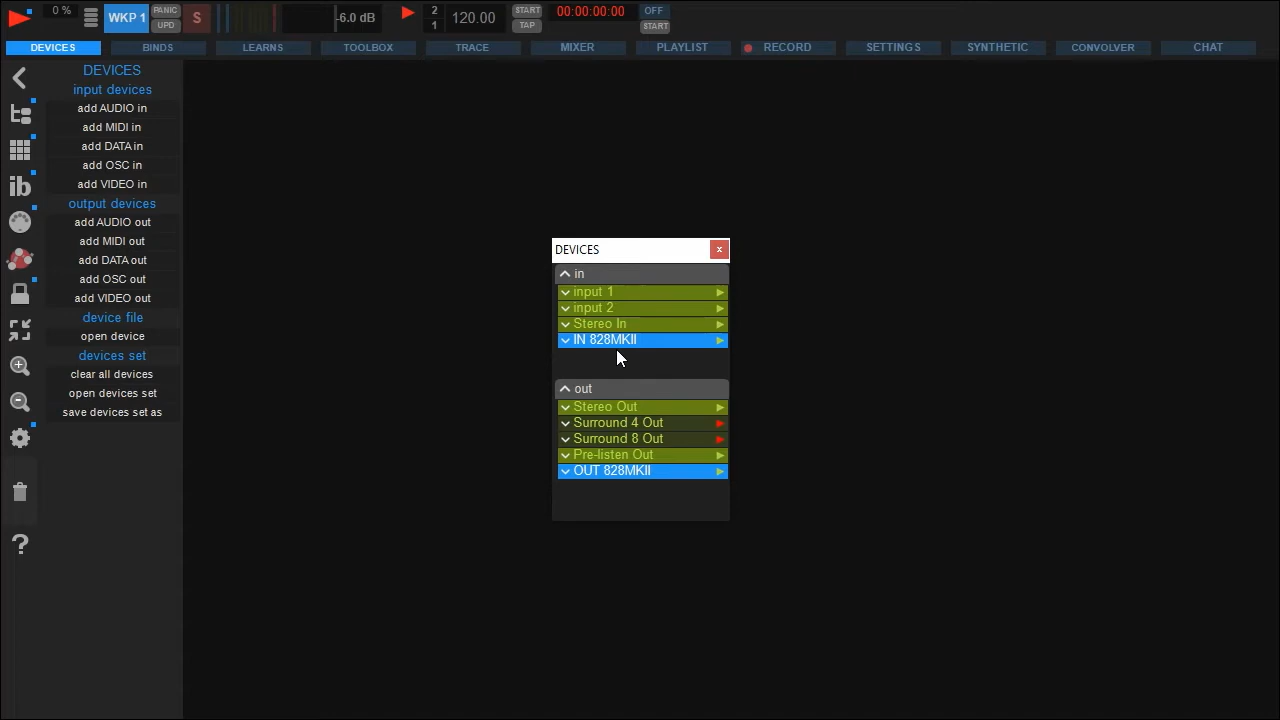 0 %
WKP 1
PANIC
UPD
S
-6.0 dB
2
1
120.00
START
TAP
00:00:00:00
OFF
START
DEVICES
BINDS
LEARNS
TOOLBOX
TRACE
MIXER
PLAYLIST
RECORD
SETTINGS
SYNTHETIC
CONVOLVER
CHAT
DEVICES
input devices
add AUDIO in
add MIDI in
add DATA in
add OSC in
add VIDEO in
output devices
add AUDIO out
add MIDI out
add DATA out
add OSC out
add VIDEO out
device file
open device
devices set
clear all devices
open devices set
save devices set as
ib
?
DEVICES
x
in
input 1
input 2
Stereo In
IN 828MKII
out
Stereo Out
Surround 4 Out
Surround 8 Out
Pre-listen Out
OUT 828MKII